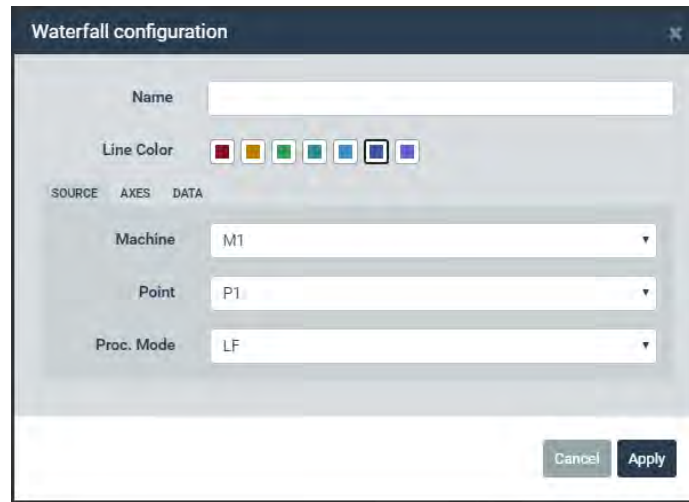 Waterfall configuration ×
Name
Line Color
SOURCE AXES DATA
Machine M1
Point P1
Proc. Mode LF
Cancel Apply